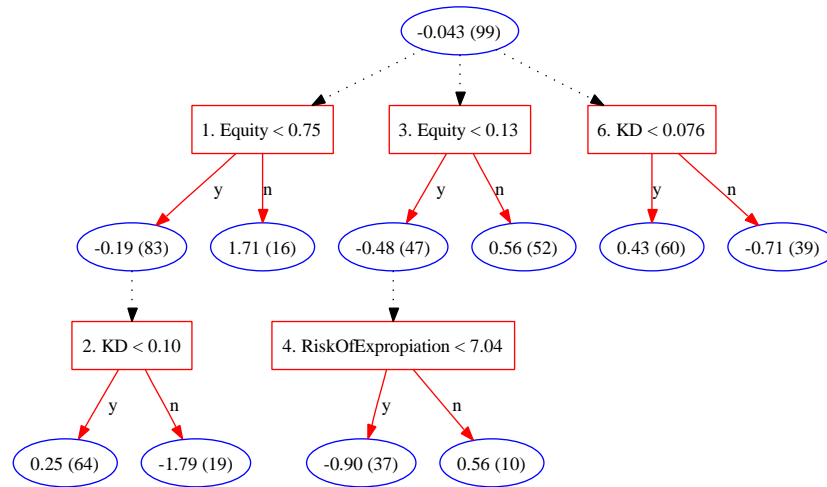 -0.043 (99)
1. Equity < 0.75
3. Equity < 0.13
6. KD < 0.076
y
n
y
n
y
n
-0.19 (83)
1.71 (16)
-0.48 (47)
0.56 (52)
0.43 (60)
-0.71 (39)
2. KD < 0.10
4. RiskOfExpropiation < 7.04
y
n
y
n
0.25 (64)
-1.79 (19)
-0.90 (37)
0.56 (10)